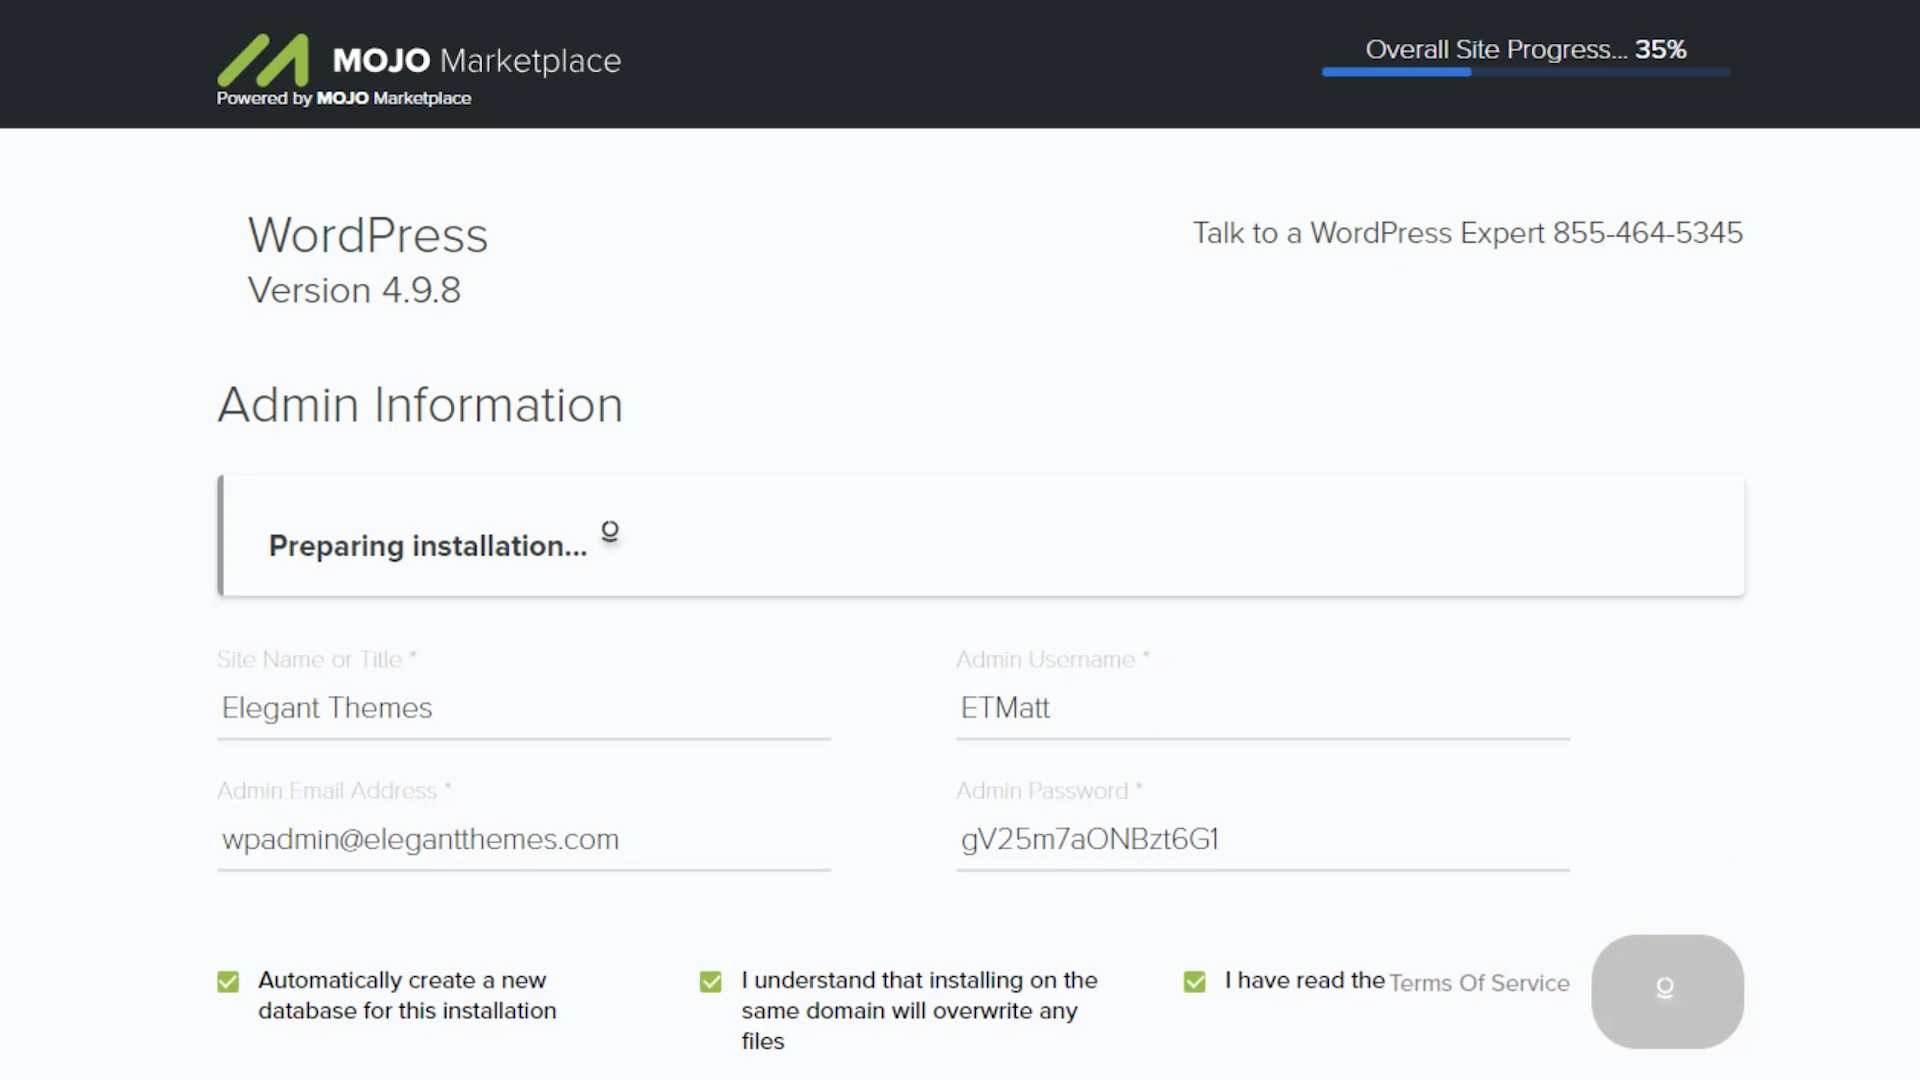 MOJO Marketplace
Powered by MOJO Marketplace
Overall Site Progress... 35%
WordPress
Version 4.9.8
Talk to a WordPress Expert 855-464-5345
Admin Information
Preparing installation...
Site Name or Title *
Elegant Themes
Admin Username *
ETMatt
Admin Email Address *
wpadmin@elegantthemes.com
Admin Password *
gV25m7aONBzt6G1
Automatically create a new
database for this installation
I understand that installing on the
same domain will overwrite any
files
I have read the Terms Of Service